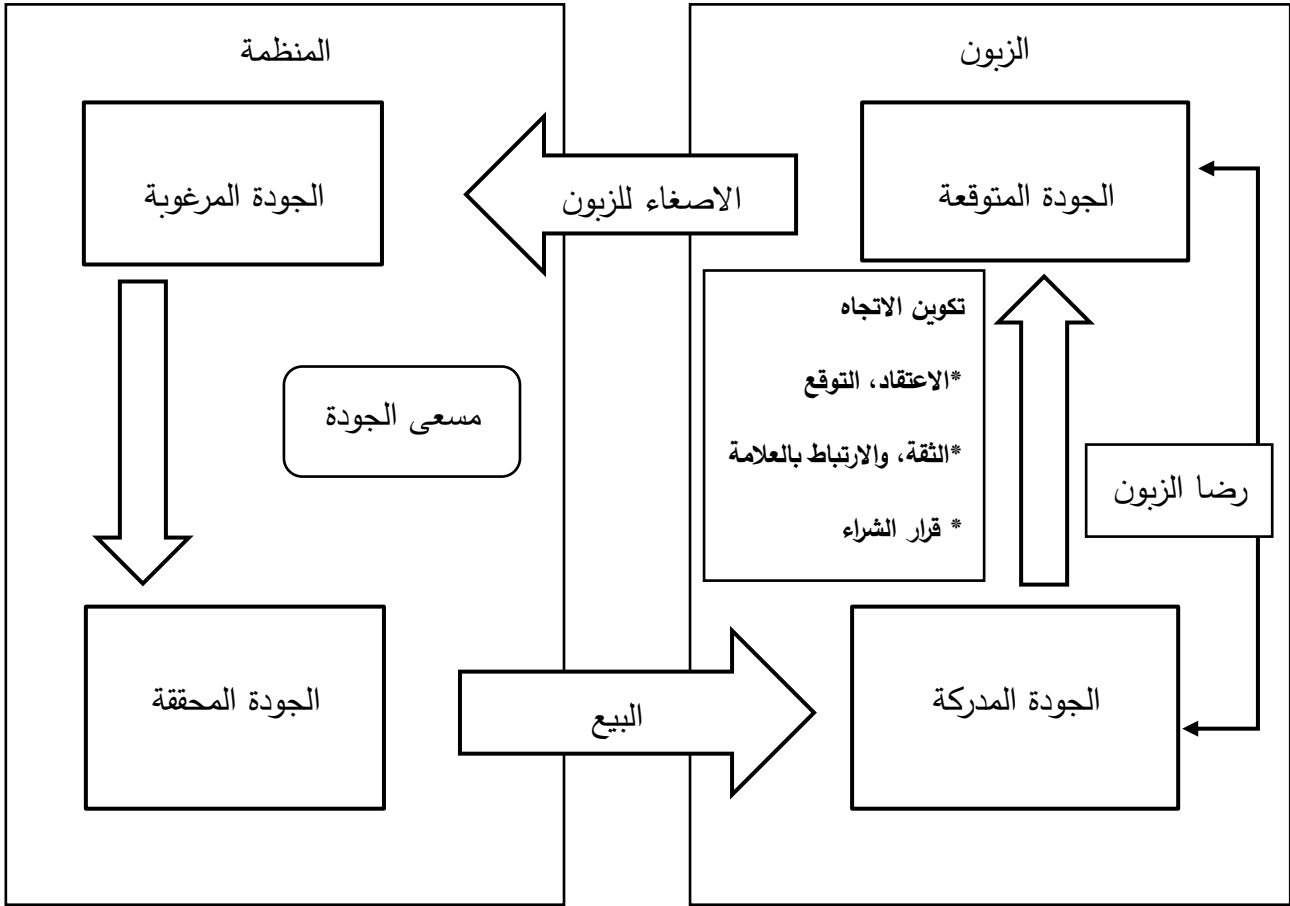 الزبون
المنظمة
الجودة المتوقعة
الاصغاء للزبون
الجودة المرغوبة
تكوين الاتجاه
*الاعتقاد، التوقع
*الثقة، والارتباط بالعلامة
* قرار الشراء
مسعى الجودة
رضا الزبون
الجودة المدركة
البيع
الجودة المحققة